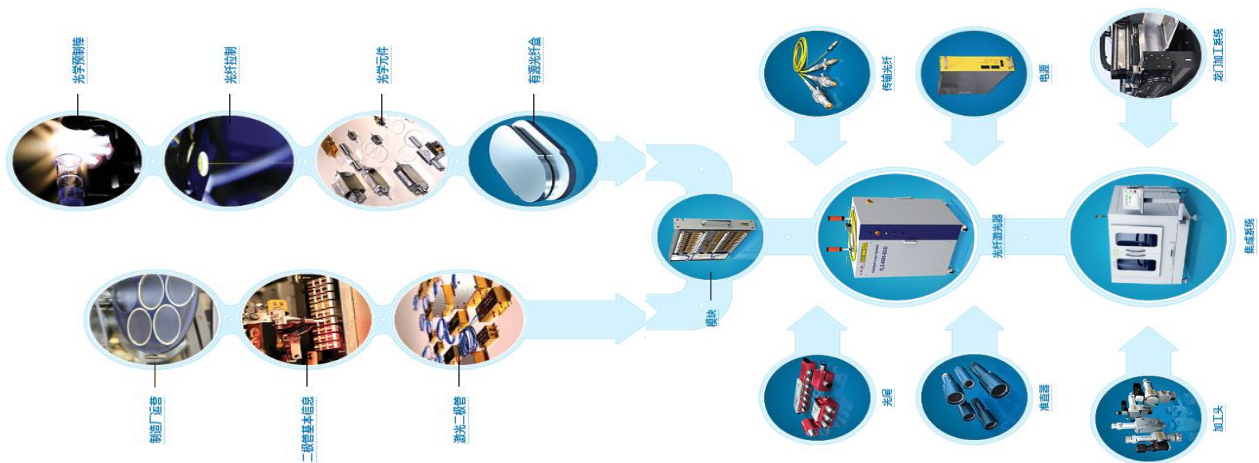 光学预制棒
光纤拉制
光学元件
有源光纤盒
传输光纤
电源
龙门加工系统
模块
光纤激光器
集成系统
制造厂运营
二极管基本信息
激光二极管
光闸
准直器
加工头